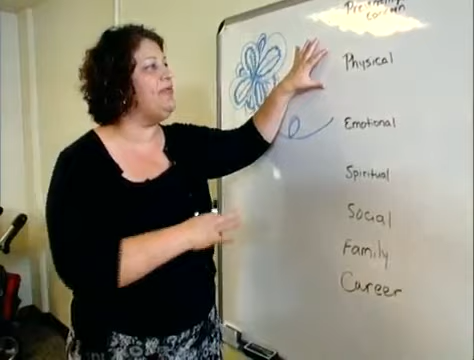 Physical
Emotional
Spiritual
Social
Family
Career